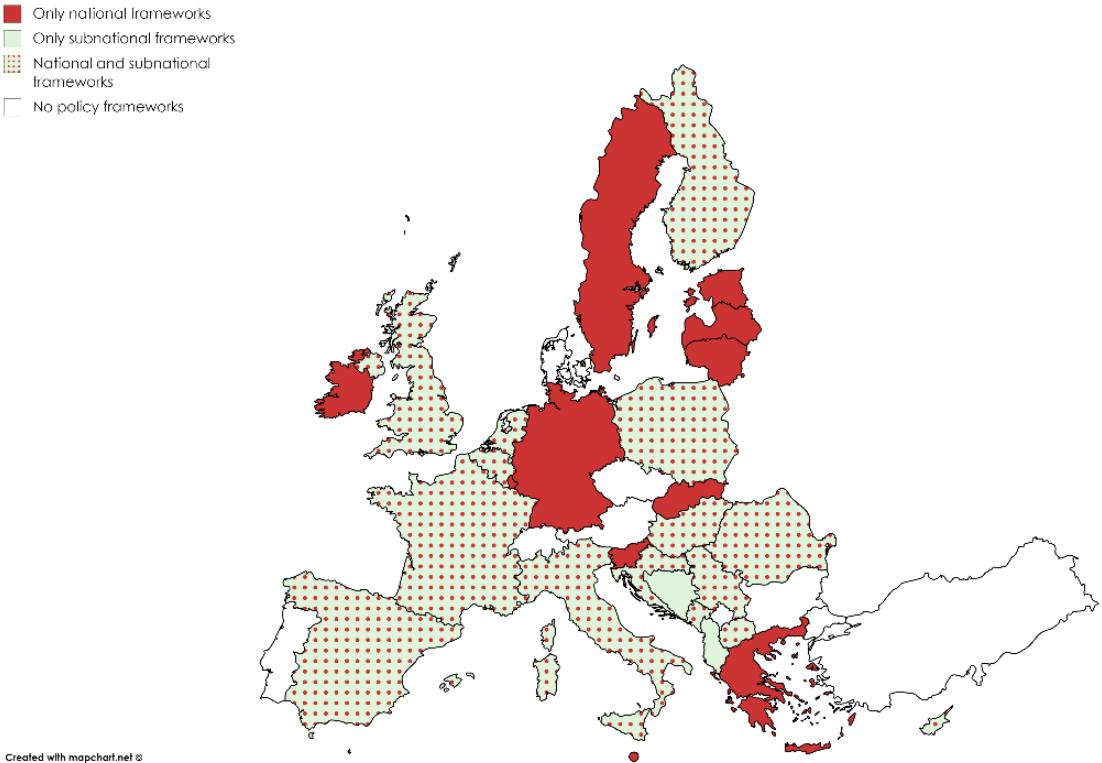 Only national frameworks
Only subnational frameworks
National and subnational
frameworks
No policy frameworks
Created with mapchart.net ©